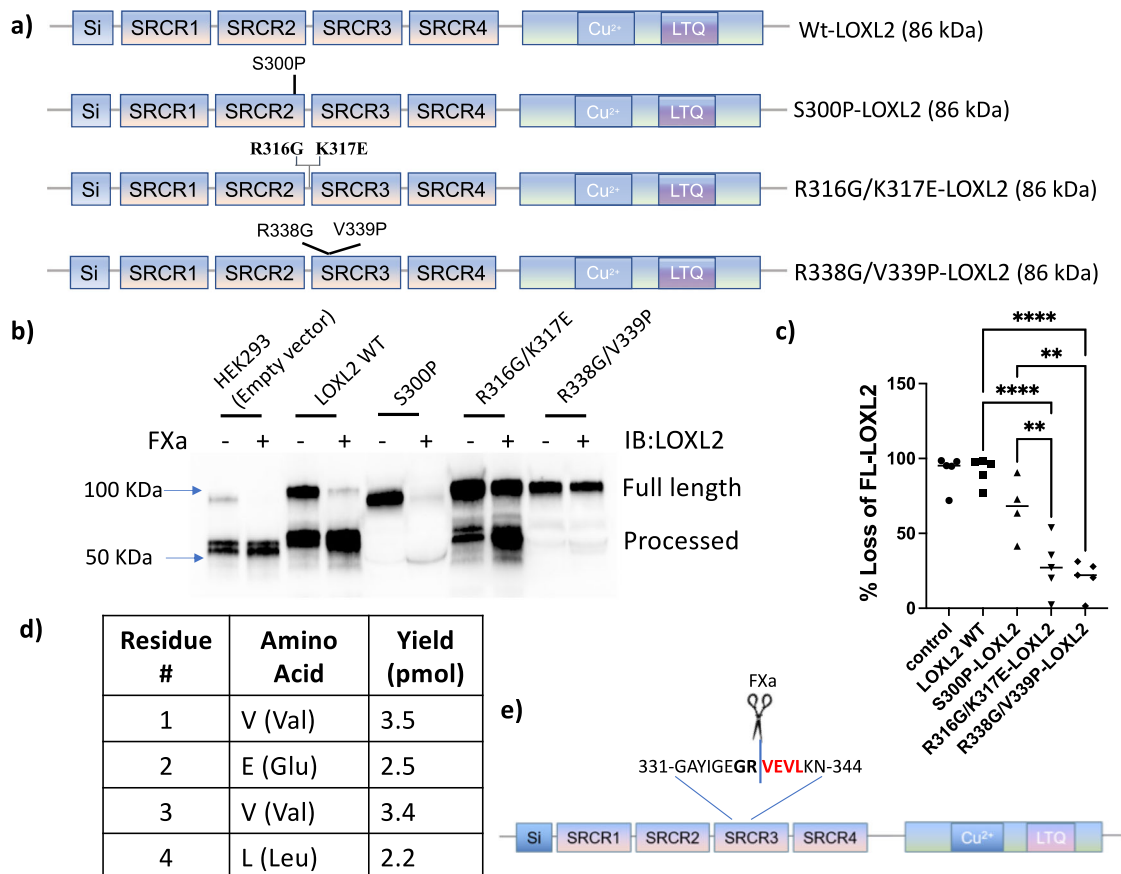 a)
Si SRCR1 SRCR2 SRCR3 SRCR4 Cu²⁺ LTQ Wt-LOXL2 (86 kDa)
S300P
Si SRCR1 SRCR2 SRCR3 SRCR4 Cu²⁺ LTQ S300P-LOXL2 (86 kDa)
R316G K317E
Si SRCR1 SRCR2 SRCR3 SRCR4 Cu²⁺ LTQ R316G/K317E-LOXL2 (86 kDa)
R338G V339P
Si SRCR1 SRCR2 SRCR3 SRCR4 Cu²⁺ LTQ R338G/V339P-LOXL2 (86 kDa)
b)
HEK293
(Empty vector)
LOXL2 WT
S300P
R316G/K317E
R338G/V339P
FXa - + - + - + - + - + IB:LOXL2
100 KDa Full length
50 KDa Processed
c)
****
**
****
**
% Loss of FL-LOXL2
150
100
50
0
control
LOXL2 WT
S300P-LOXL2
R316G/K317E-LOXL2
R338G/V339P-LOXL2
d)
Residue Amino Yield
# Acid (pmol)
1 V (Val) 3.5
2 E (Glu) 2.5
3 V (Val) 3.4
4 L (Leu) 2.2
e)
FXa
331-GAYIGEGR VEVLKN-344
Si SRCR1 SRCR2 SRCR3 SRCR4 Cu²⁺ LTQ